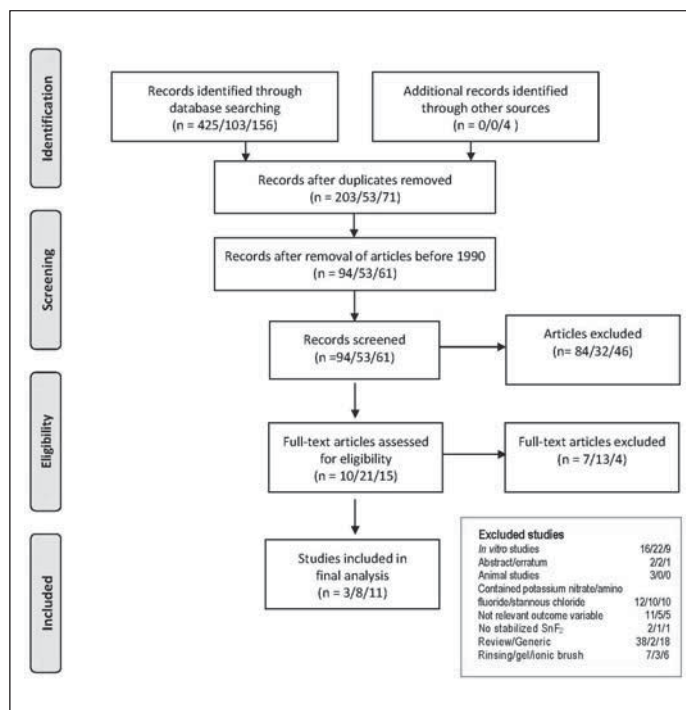 Identification
Records identified through
database searching
(n = 425/103/156)
Additional records identified
through other sources
(n = 0/0/4 )
Records after duplicates removed
(n = 203/53/71)
Screening
Records after removal of articles before 1990
(n = 94/53/61)
Records screened
(n =94/53/61)
Articles excluded
(n= 84/32/46)
Eligibility
Full-text articles assessed
for eligibility
(n = 10/21/15)
Full-text articles excluded
(n = 7/13/4)
Included
Studies included in
final analysis
(n = 3/8/11)
Excluded studies
In vitro studies 16/22/9
Abstract/erratum 2/2/1
Animal studies 3/0/0
Contained potassium nitrate/amino
fluoride/stannous chloride 12/10/10
Not relevant outcome variable 11/5/5
No stabilized SnF₂ 2/1/1
Review/Generic 38/2/18
Rinsing/gel/ionic brush 7/3/6